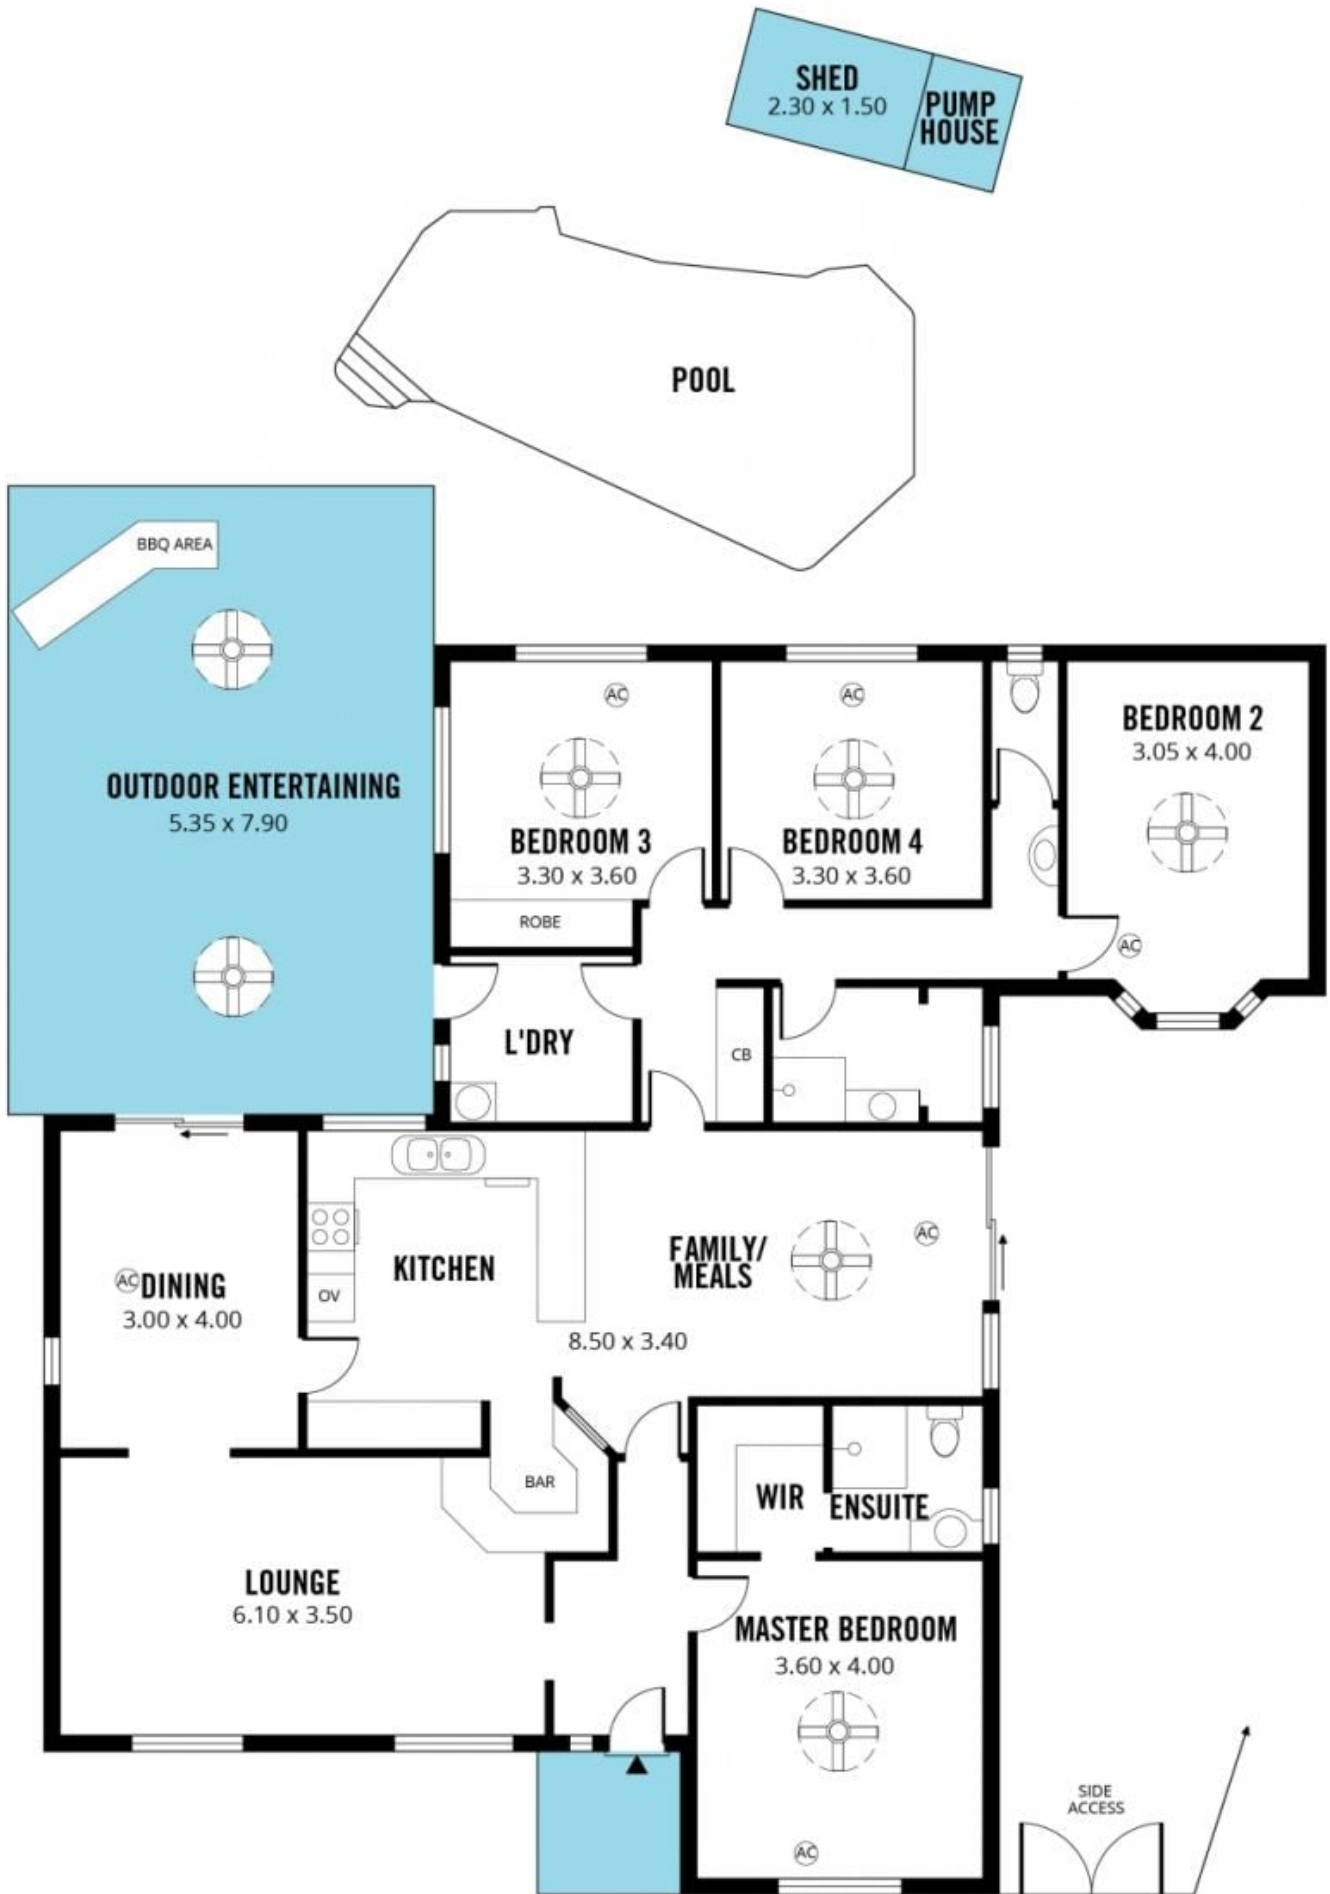 SHED
2.30 x 1.50
PUMP
HOUSE
POOL
BBQ AREA
OUTDOOR ENTERTAINING
5.35 x 7.90
AC
BEDROOM 3
3.30 x 3.60
ROBE
AC
BEDROOM 4
3.30 x 3.60
BEDROOM 2
3.05 x 4.00
AC
L'DRY
CB
AC DINING
3.00 x 4.00
KITCHEN
OV
FAMILY/
MEALS
AC
8.50 x 3.40
BAR
WIR
ENSUITE
LOUNGE
6.10 x 3.50
MASTER BEDROOM
3.60 x 4.00
AC
SIDE
ACCESS